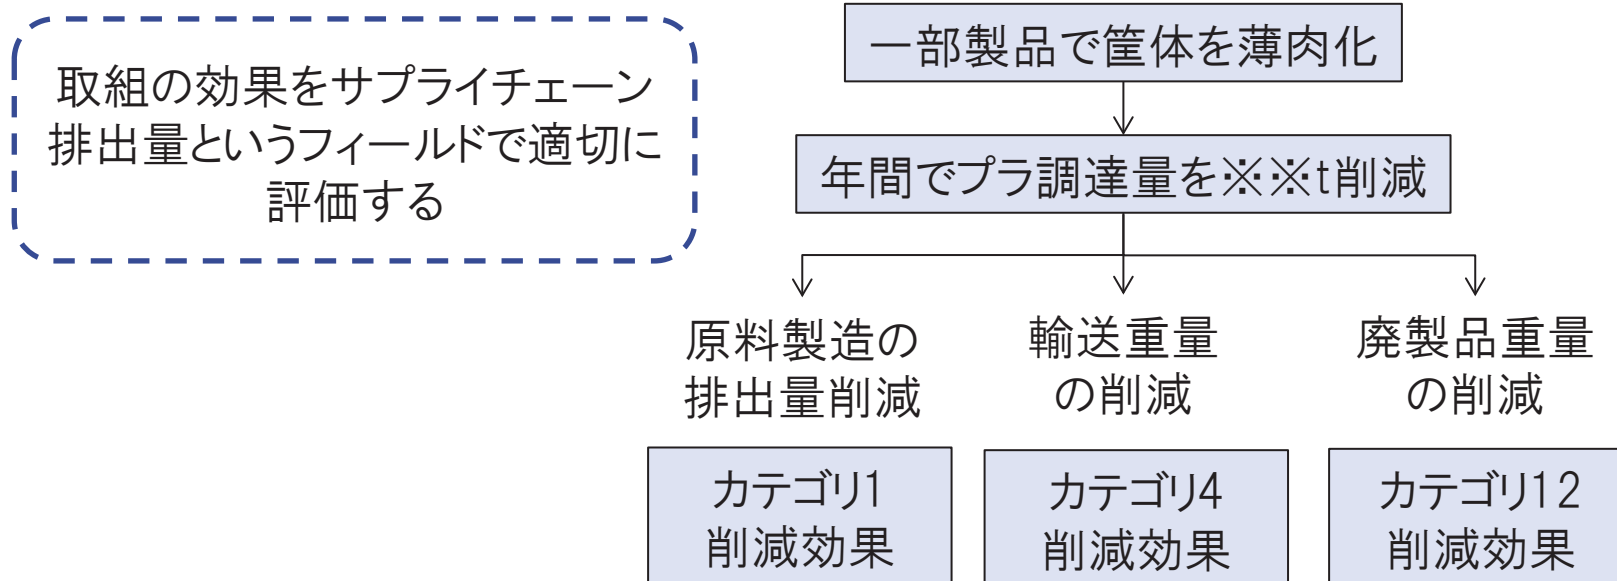 取組の効果をサプライチェーン
排出量というフィールドで適切に
評価する
一部製品で筐体を薄肉化
年間でプラ調達量を※※t削減
原料製造の
排出量削減
輸送重量
の削減
廃製品重量
の削減
カテゴリ1
削減効果
カテゴリ4
削減効果
カテゴリ12
削減効果